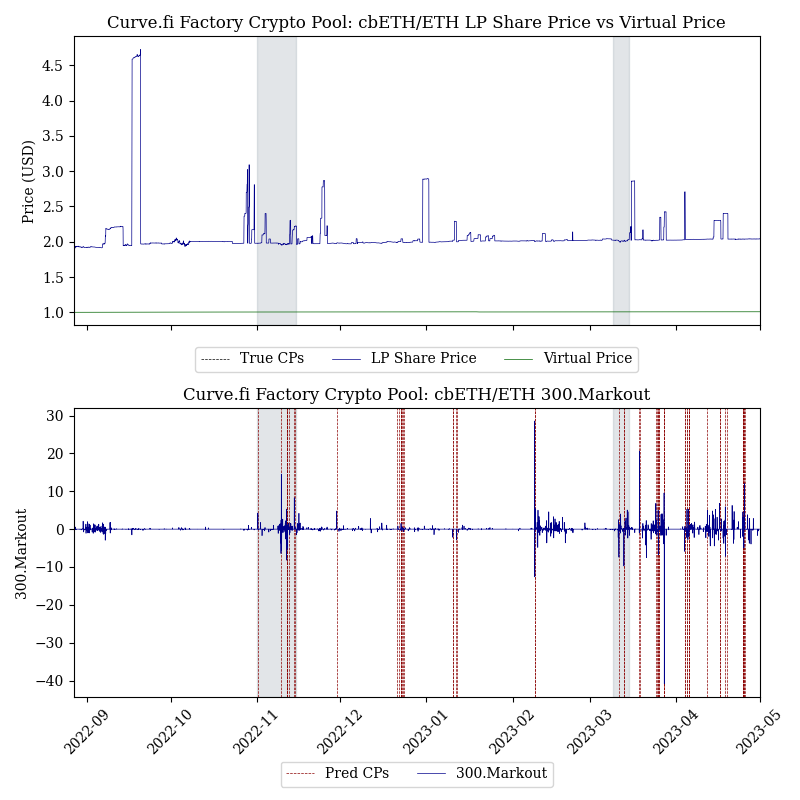 Curve.fi Factory Crypto Pool: cbETH/ETH LP Share Price vs Virtual Price
4.5
4.0
3.5
3.0
2.5
2.0
1.5
1.0
Price (USD)
True CPs LP Share Price Virtual Price
Curve.fi Factory Crypto Pool: cbETH/ETH 300.Markout
30
20
10
0
−10
−20
−30
−40
300.Markout
2022-09 2022-10 2022-11 2022-12 2023-01 2023-02 2023-03 2023-04 2023-05
Pred CPs 300.Markout